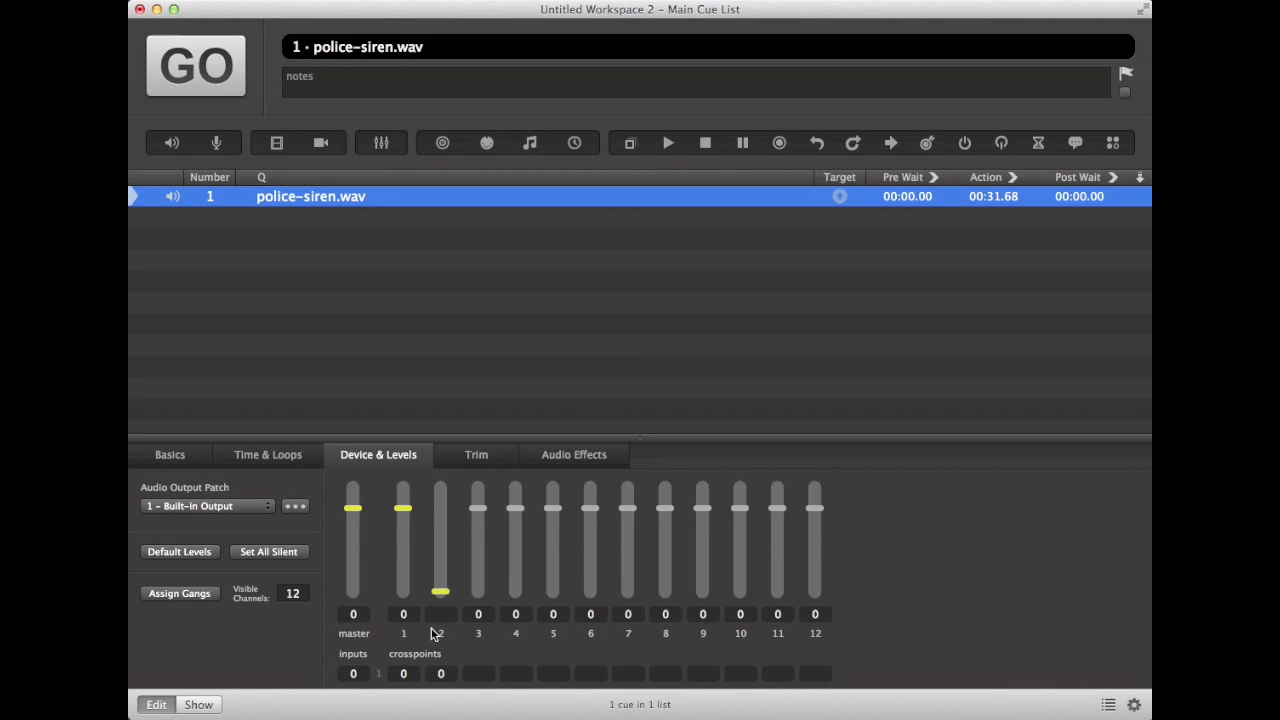 Untitled Workspace 2 – Main Cue List
GO
1 · police-siren.wav
notes
Number Q Target Pre Wait Action Post Wait
1 police-siren.wav 00:00.00 00:31.68 00:00.00
Basics Time & Loops Device & Levels Trim Audio Effects
Audio Output Patch
1 – Built-in Output
Default Levels Set All Silent
Assign Gangs Visible Channels: 12
0 0 0 0 0 0 0 0 0 0 0 0
master 1 2 3 4 5 6 7 8 9 10 11 12
inputs crosspoints
0 1 0 0
Edit Show 1 cue in 1 list